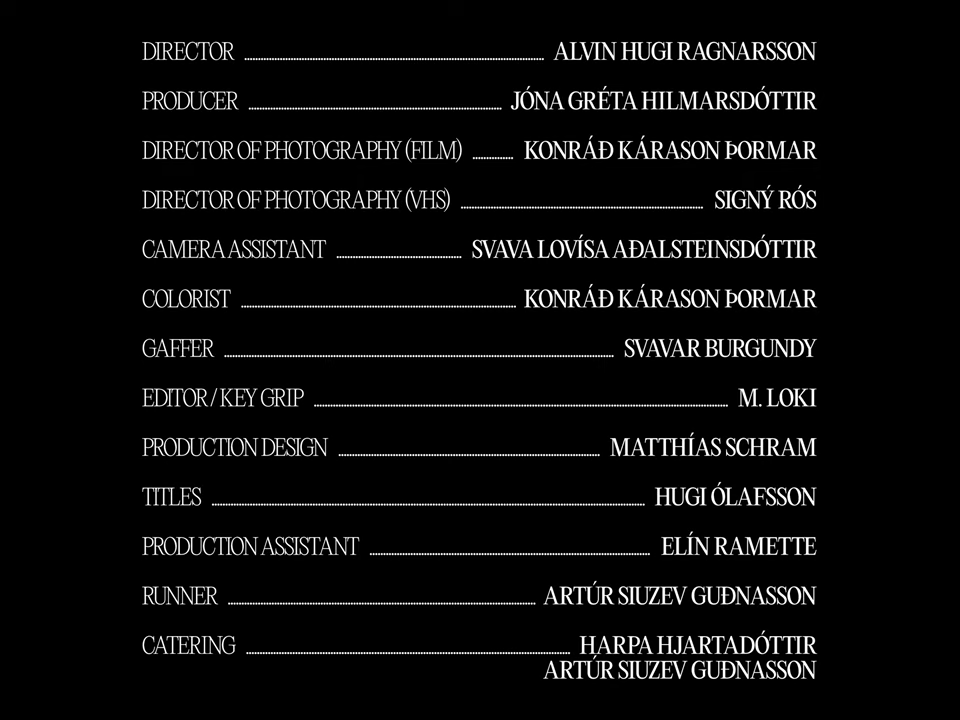 DIRECTOR ALVIN HUGI RAGNARSSON
PRODUCER JÓNA GRÉTA HILMARSDÓTTIR
DIRECTOR OF PHOTOGRAPHY (FILM) KONRÁÐ KÁRASON ÞORMAR
DIRECTOR OF PHOTOGRAPHY (VHS) SIGNÝ RÓS
CAMERA ASSISTANT SVAVA LOVÍSA AÐALSTEINSDÓTTIR
COLORIST KONRÁÐ KÁRASON ÞORMAR
GAFFER SVAVAR BURGUNDY
EDITOR / KEY GRIP M. LOKI
PRODUCTION DESIGN MATTHÍAS SCHRAM
TITLES HUGI ÓLAFSSON
PRODUCTION ASSISTANT ELÍN RAMETTE
RUNNER ARTÚR SIUZEV GUÐNASSON
CATERING HARPA HJARTADÓTTIR
ARTÚR SIUZEV GUÐNASSON